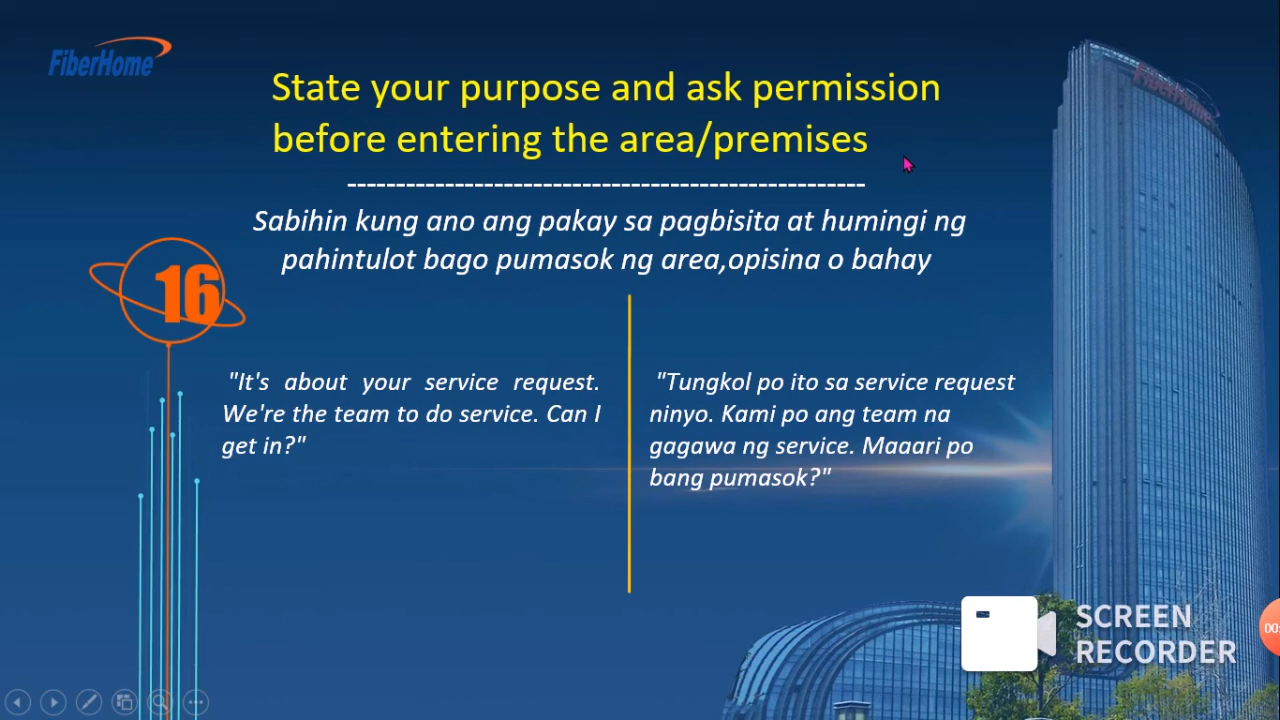 FiberHome
State your purpose and ask permission
before entering the area/premises
-----------------------------------------------------
Sabihin kung ano ang pakay sa pagbisita at humingi ng
pahintulot bago pumasok ng area,opisina o bahay
16
"It's about your service request.
We're the team to do service. Can I
get in?"
"Tungkol po ito sa service request
ninyo. Kami po ang team na
gagawa ng service. Maaari po
bang pumasok?"
FiberHome
SCREEN
RECORDER